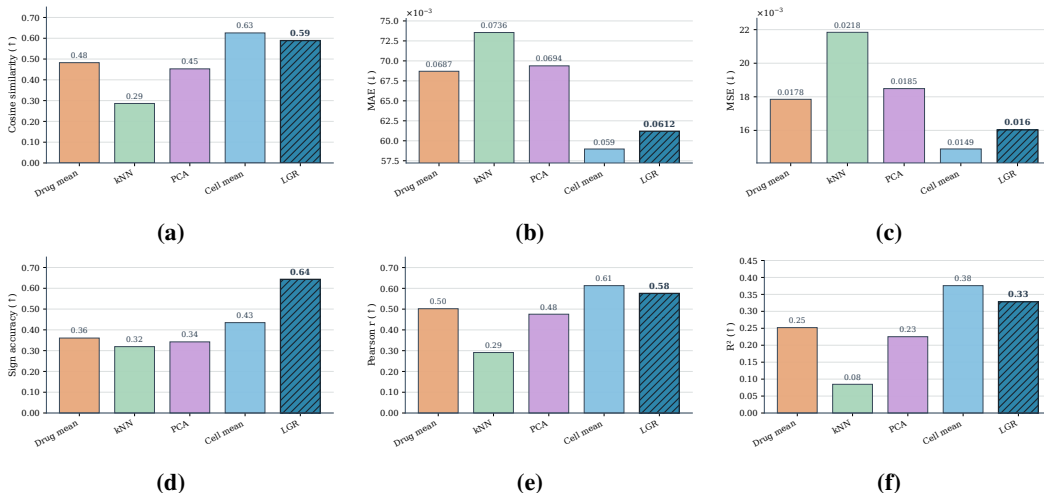 Cosine similarity (↑)
0.70
0.60
0.50
0.40
0.30
0.20
0.10
0.00
0.48
0.29
0.45
0.63
0.59
Drug mean
kNN
PCA
Cell mean
LGR
(a)
×10⁻³
MAE (↓)
75.0
72.5
70.0
67.5
65.0
62.5
60.0
57.5
0.0687
0.0736
0.0694
0.059
0.0612
Drug mean
kNN
PCA
Cell mean
LGR
(b)
×10⁻³
MSE (↓)
22
20
18
16
0.0178
0.0218
0.0185
0.0149
0.016
Drug mean
kNN
PCA
Cell mean
LGR
(c)
Sign accuracy (↑)
0.70
0.60
0.50
0.40
0.30
0.20
0.10
0.00
0.36
0.32
0.34
0.43
0.64
Drug mean
kNN
PCA
Cell mean
LGR
(d)
Pearson r (↑)
0.70
0.60
0.50
0.40
0.30
0.20
0.10
0.00
0.50
0.29
0.48
0.61
0.58
Drug mean
kNN
PCA
Cell mean
LGR
(e)
R² (↑)
0.45
0.40
0.35
0.30
0.25
0.20
0.15
0.10
0.05
0.00
0.25
0.08
0.23
0.38
0.33
Drug mean
kNN
PCA
Cell mean
LGR
(f)